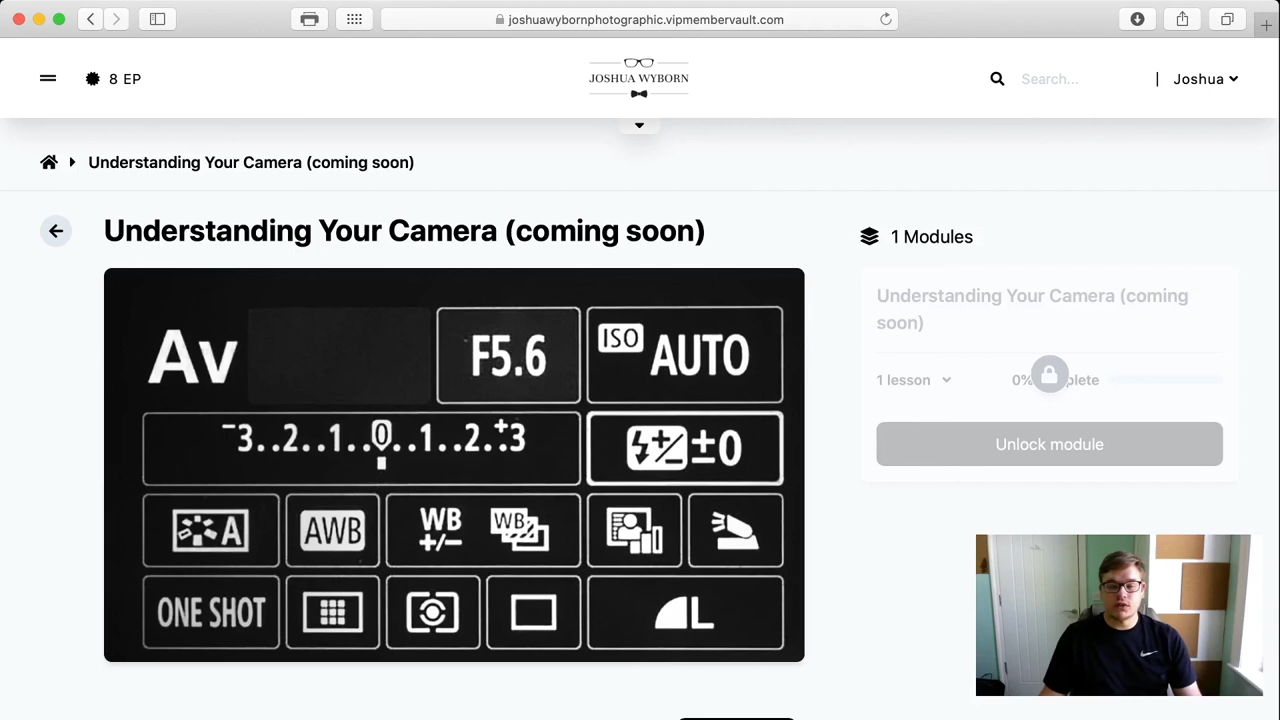 joshuawybornphotographic.vipmembervault.com
8 EP
JOSHUA WYBORN
Search...
| Joshua
Understanding Your Camera (coming soon)
Understanding Your Camera (coming soon)
1 Modules
Understanding Your Camera (coming
soon)
1 lesson
0%
plete
Unlock module
Av
F5.6
ISO AUTO
-3..2..1..0..1..2..+3
±0
A
AWB
WB
+/-
WB
ONE SHOT
L